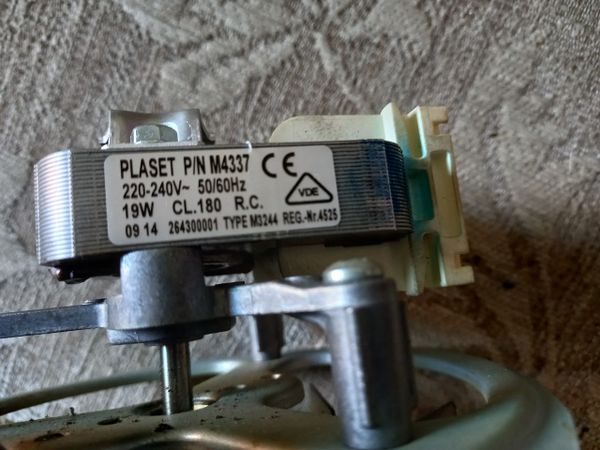 PLASET P/N M4337 CE
220-240V~ 50/60Hz
19W CL.180 R.C.
VDE
09 14 264300001 TYPE M3244 REG.-Nr.4525